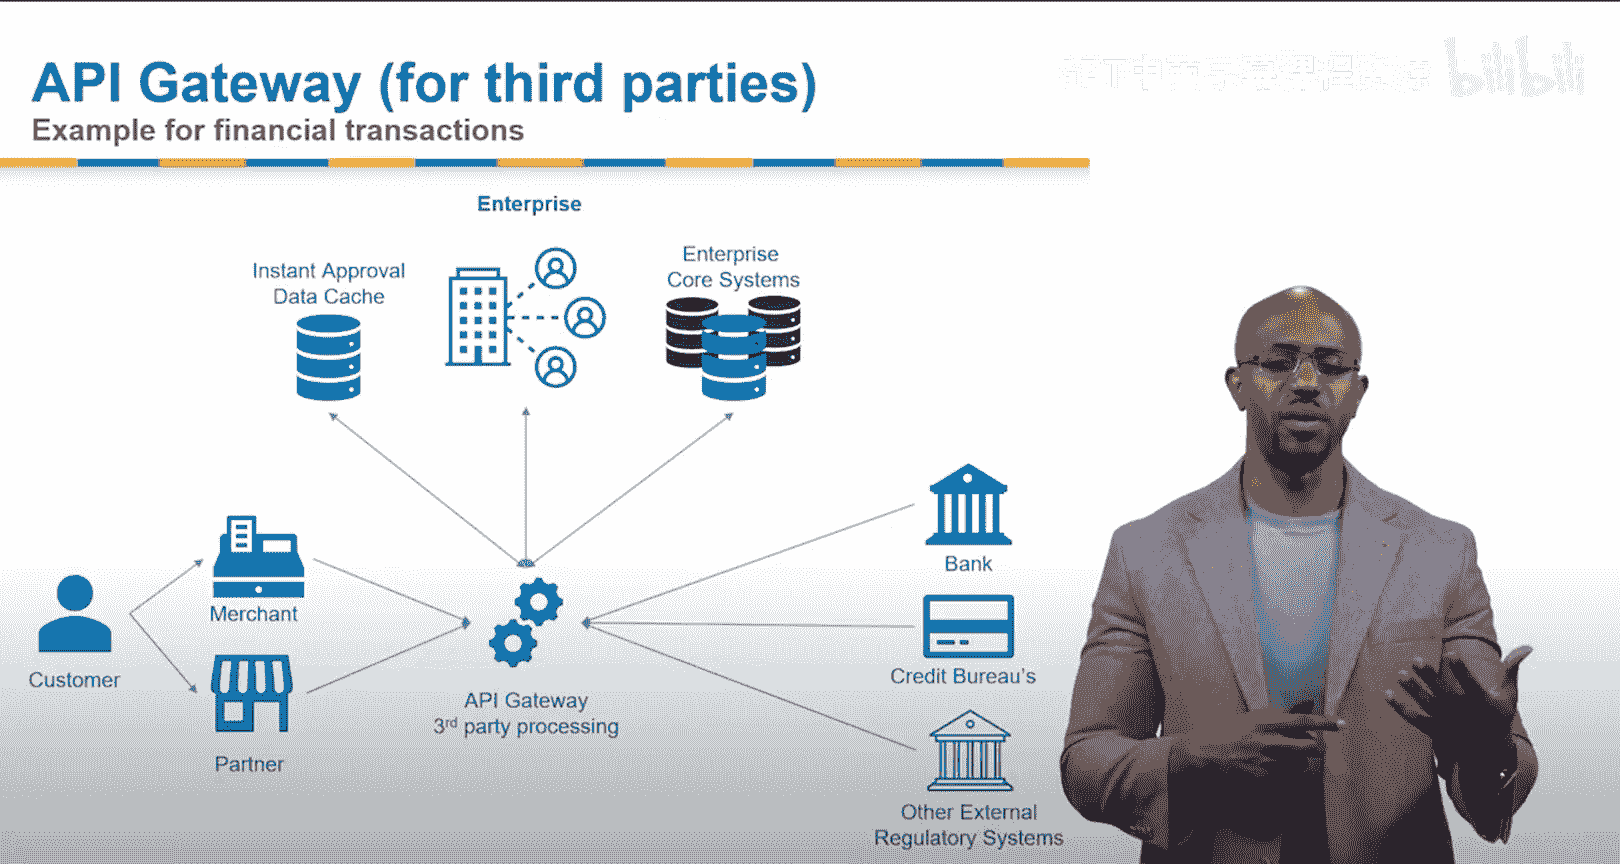 API Gateway (for third parties)
Example for financial transactions
bilibili
Enterprise
Instant Approval
Data Cache
Enterprise
Core Systems
Bank
Merchant
Customer
Credit Bureau's
API Gateway
3rd party processing
Partner
Other External
Regulatory Systems